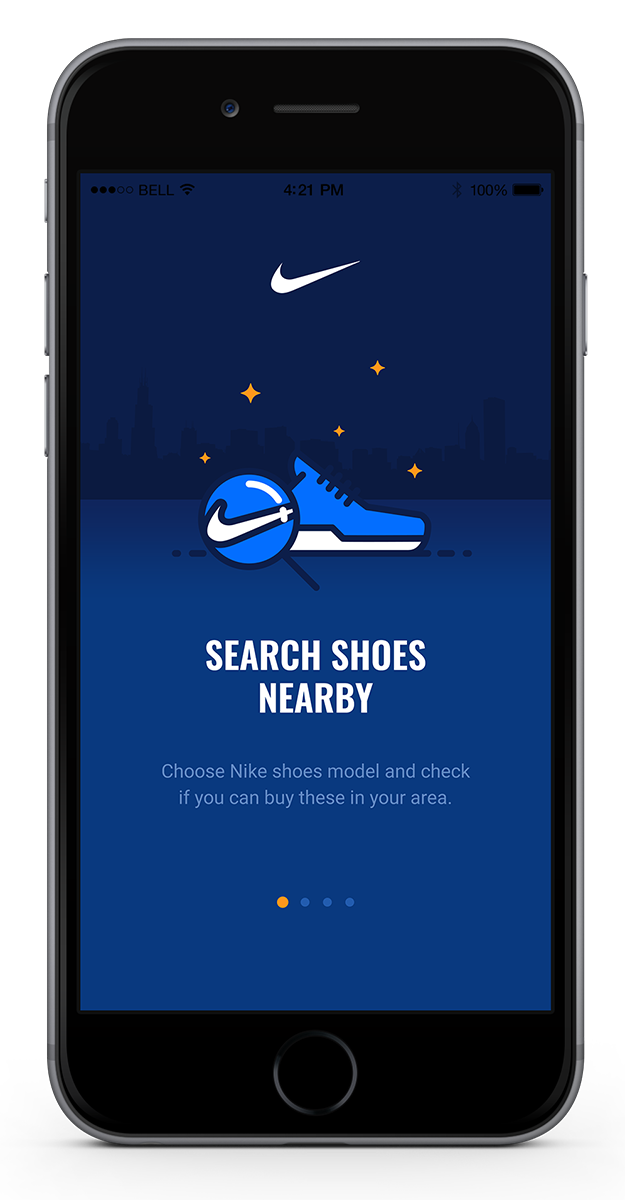 BELL 4:21 PM 100%
SEARCH SHOES
NEARBY
Choose Nike shoes model and check
if you can buy these in your area.